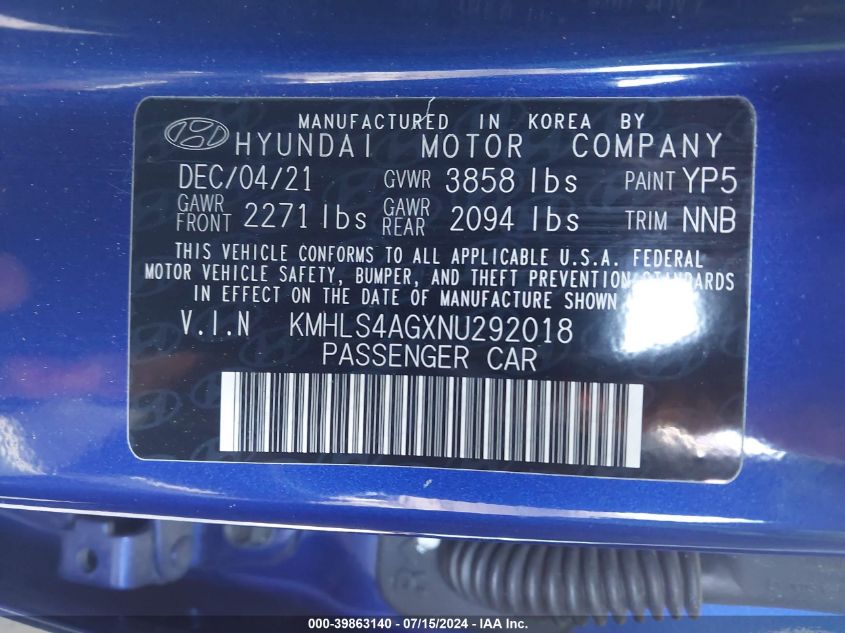 MANUFACTURED IN KOREA BY
HYUNDAI MOTOR COMPANY
DEC/04/21 GVWR 3858 lbs PAINT YP5
GAWR FRONT 2271 lbs GAWR REAR 2094 lbs TRIM NNB
THIS VEHICLE CONFORMS TO ALL APPLICABLE U.S.A. FEDERAL
MOTOR VEHICLE SAFETY, BUMPER, AND THEFT PREVENTION STANDARDS
IN EFFECT ON THE DATE OF MANUFACTURE SHOWN ABOVE.
V.I.N KMHLS4AGXNU292018
PASSENGER CAR
000-39863140 - 07/15/2024 - IAA Inc.